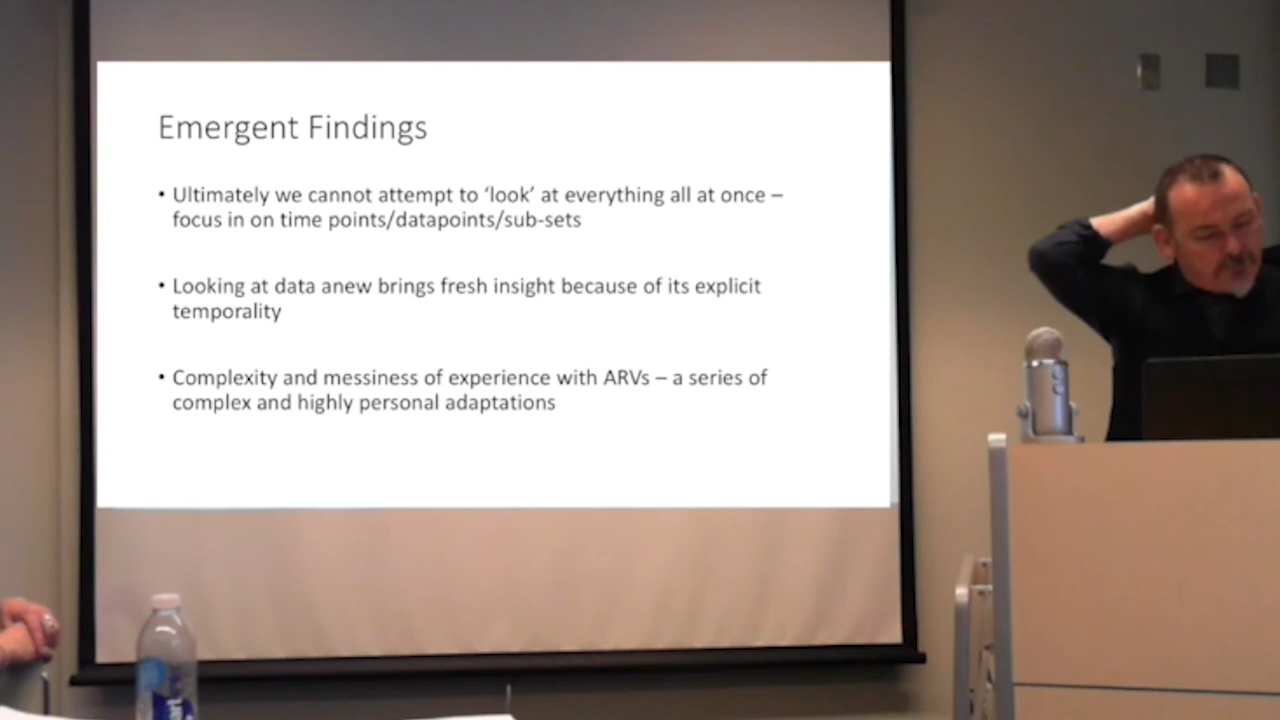 Emergent Findings
• Ultimately we cannot attempt to ‘look’ at everything all at once –
focus in on time points/datapoints/sub-sets
• Looking at data anew brings fresh insight because of its explicit
temporality
• Complexity and messiness of experience with ARVs – a series of
complex and highly personal adaptations